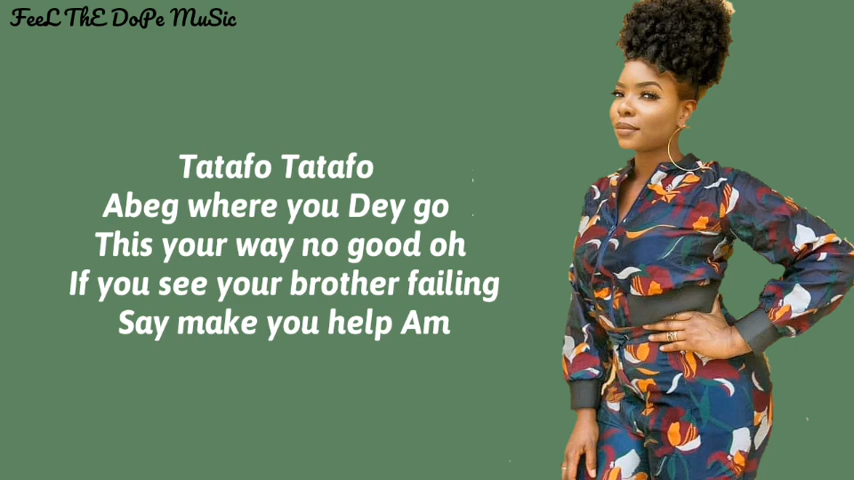 FeeL ThE DoPe MuSic
Tatafo Tatafo
Abeg where you Dey go
This your way no good oh
If you see your brother failing
Say make you help Am